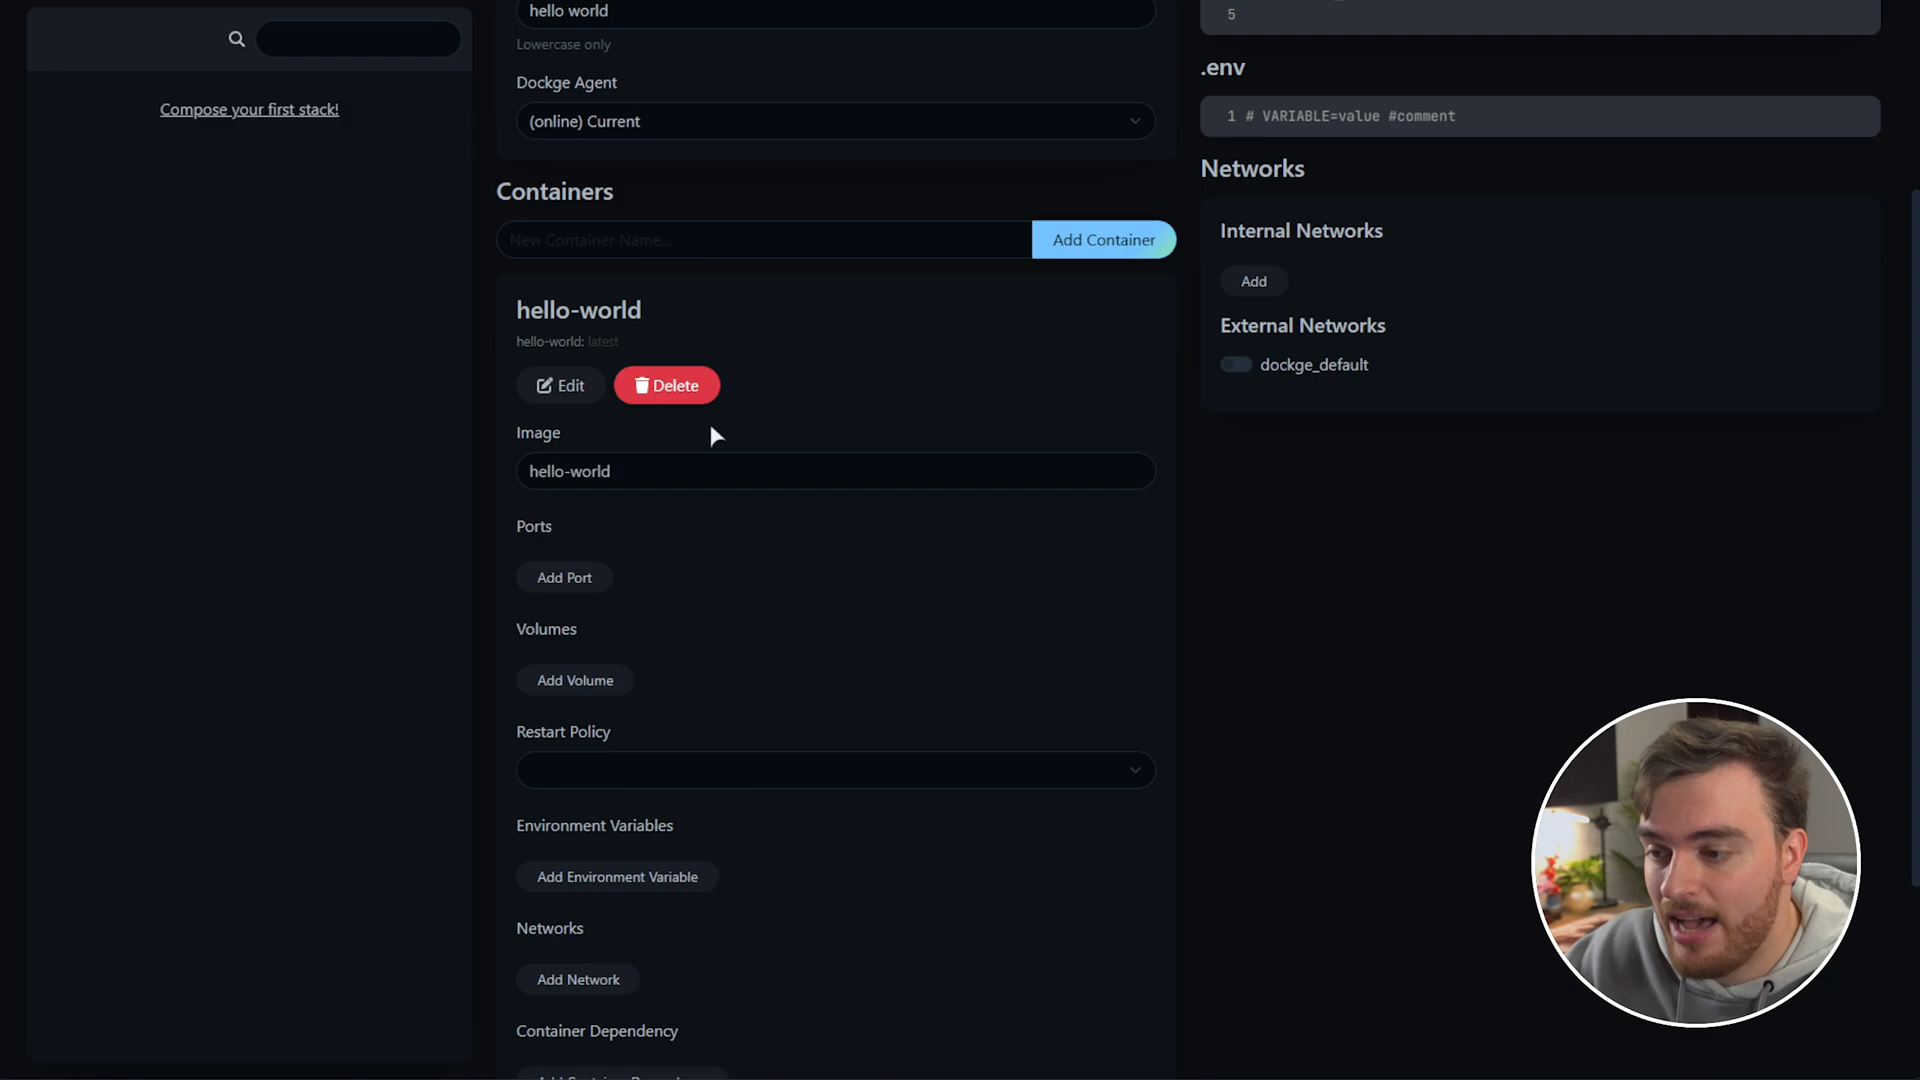 Compose your first stack!
hello world
Lowercase only
Dockge Agent
(online) Current
Containers
New Container Name...
Add Container
hello-world
hello-world: latest
Edit
Delete
Image
hello-world
Ports
Add Port
Volumes
Add Volume
Restart Policy
Environment Variables
Add Environment Variable
Networks
Add Network
Container Dependency
5
.env
1 # VARIABLE=value #comment
Networks
Internal Networks
Add
External Networks
dockge_default